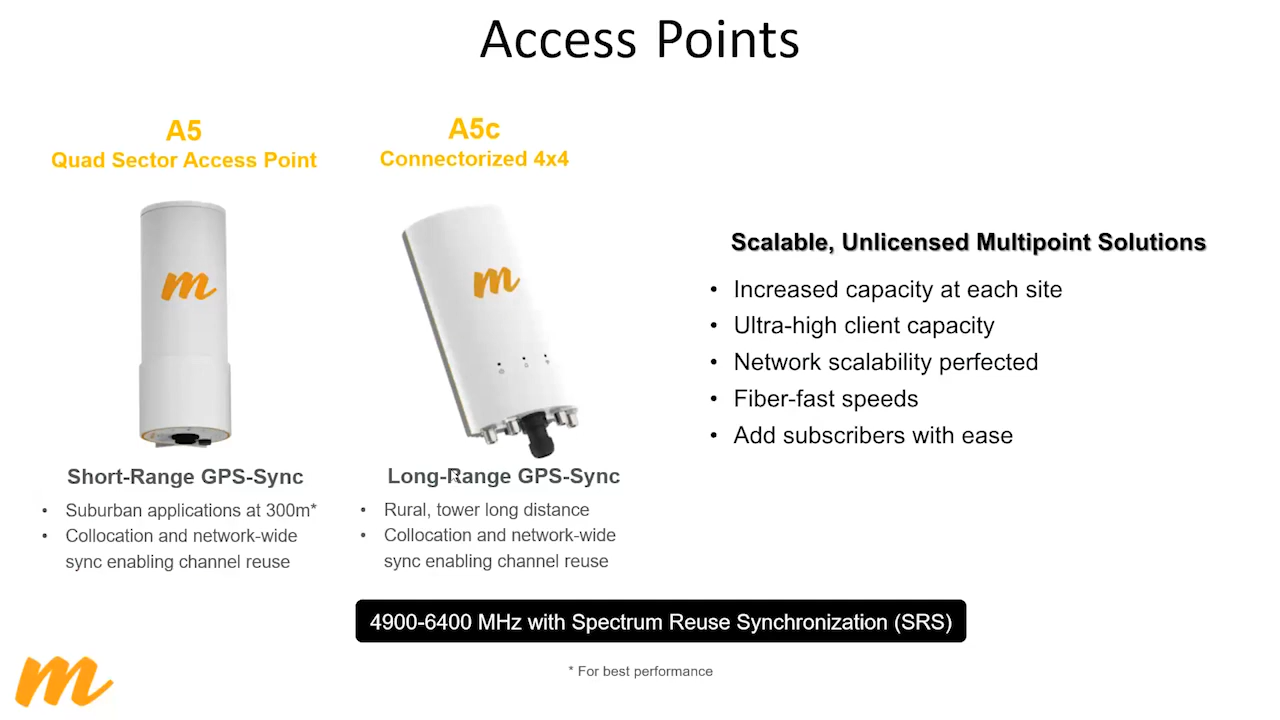 Access Points
A5
Quad Sector Access Point
m
Short-Range GPS-Sync
• Suburban applications at 300m*
• Collocation and network-wide
sync enabling channel reuse
A5c
Connectorized 4x4
m
Long-Range GPS-Sync
• Rural, tower long distance
• Collocation and network-wide
sync enabling channel reuse
Scalable, Unlicensed Multipoint Solutions
• Increased capacity at each site
• Ultra-high client capacity
• Network scalability perfected
• Fiber-fast speeds
• Add subscribers with ease
4900-6400 MHz with Spectrum Reuse Synchronization (SRS)
* For best performance
m